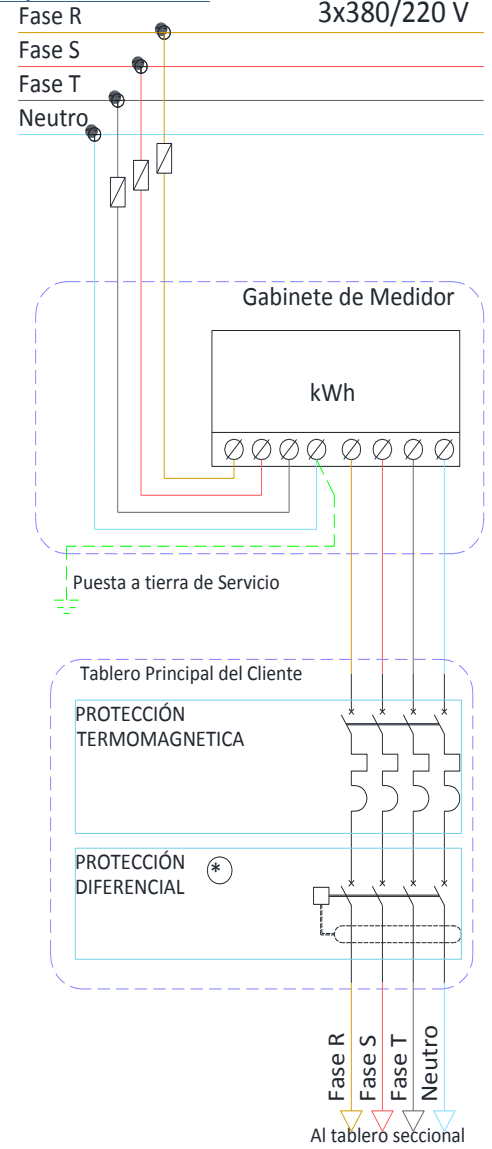 Fase R
3x380/220 V
Fase S
Fase T
Neutro
Gabinete de Medidor
kWh
Puesta a tierra de Servicio
Tablero Principal del Cliente
PROTECCIÓN
TERMOMAGNETICA
PROTECCIÓN
DIFERENCIAL
*
Fase R
Fase S
Fase T
Neutro
Al tablero seccional